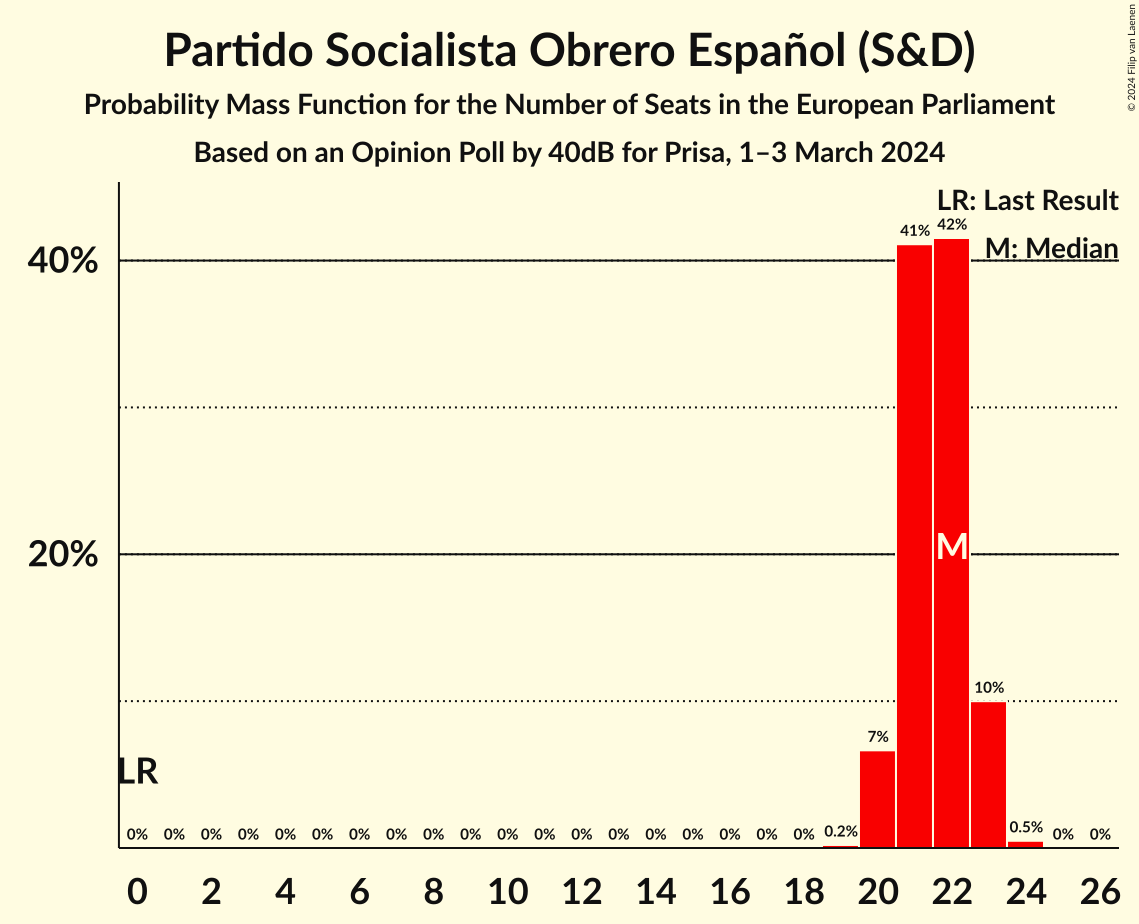 Partido Socialista Obrero Español (S&D)
Probability Mass Function for the Number of Seats in the European Parliament
Based on an Opinion Poll by 40dB for Prisa, 1–3 March 2024
© 2024 Filip van Laenen
LR: Last Result
M: Median
40%
20%
41%
42%
M
10%
7%
LR
0% 0% 0% 0% 0% 0% 0% 0% 0% 0% 0% 0% 0% 0% 0% 0% 0% 0% 0% 0.2% 0.5% 0% 0%
0 2 4 6 8 10 12 14 16 18 20 22 24 26